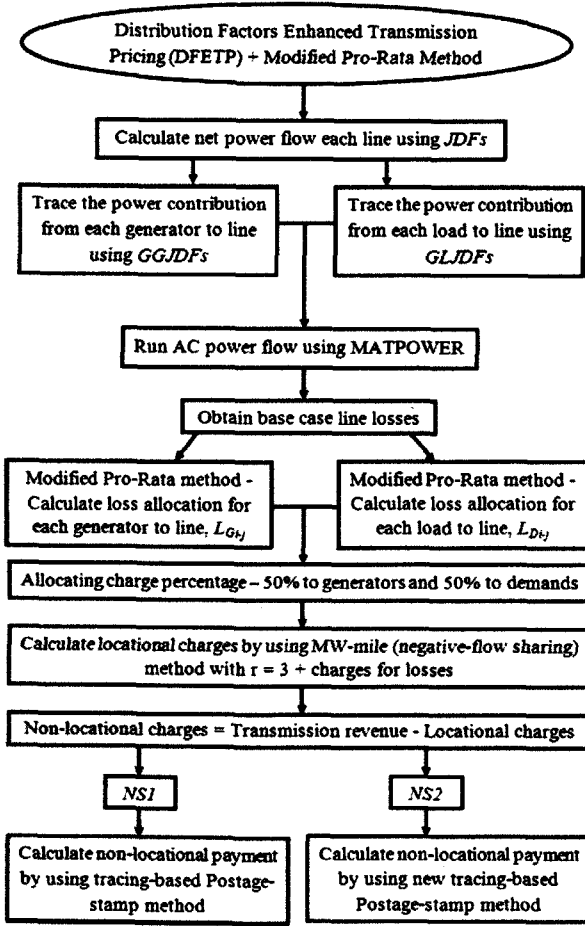 Distribution Factors Enhanced Transmission
Pricing (DFETP) + Modified Pro-Rata Method
Calculate net power flow each line using JDFs
Trace the power contribution
from each generator to line
using GGJDFs
Trace the power contribution
from each load to line using
GLJDFs
Run AC power flow using MATPOWER
Obtain base case line losses
Modified Pro-Rata method -
Calculate loss allocation for
each generator to line, L_{Gi-j}
Modified Pro-Rata method -
Calculate loss allocation for
each load to line, L_{Di-j}
Allocating charge percentage – 50% to generators and 50% to demands
Calculate locational charges by using MW-mile (negative-flow sharing)
method with r = 3 + charges for losses
Non-locational charges = Transmission revenue - Locational charges
NS1
NS2
Calculate non-locational payment
by using tracing-based Postage-
stamp method
Calculate non-locational payment
by using new tracing-based
Postage-stamp method